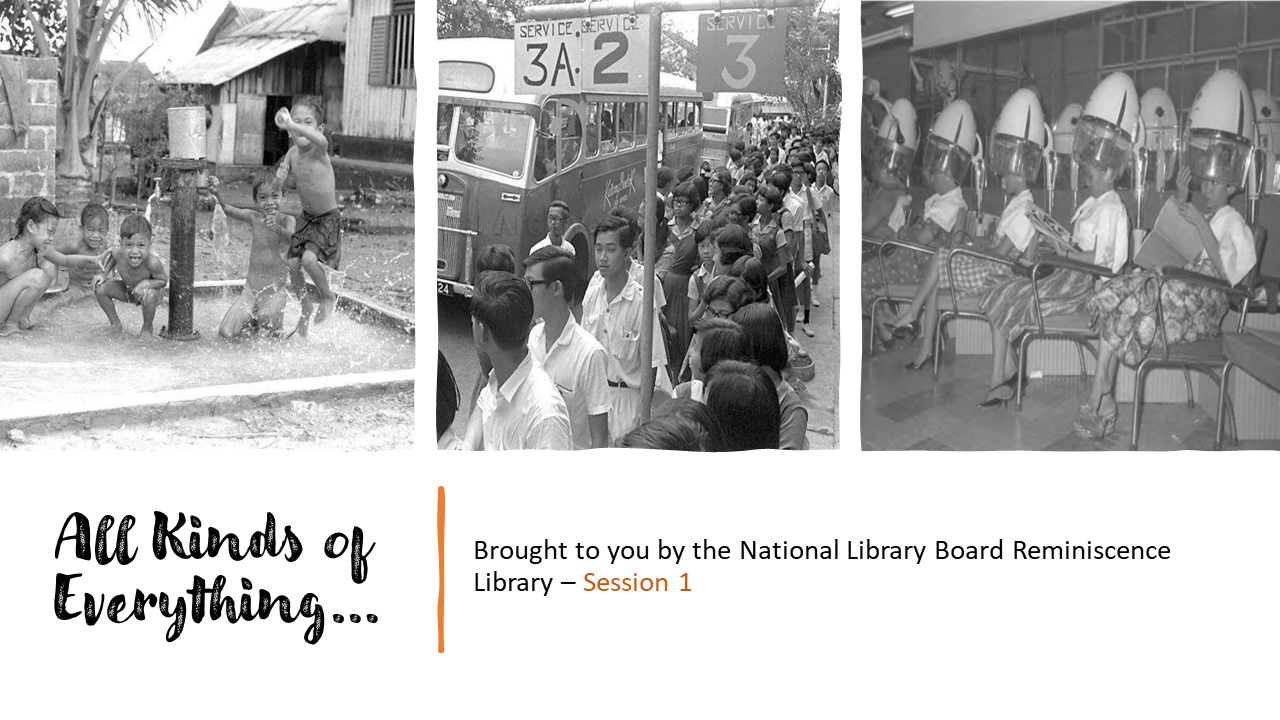 SERVICE
3A.
SERVICE
2
SERVICE
3
24
All Kinds of
Everything...
Brought to you by the National Library Board Reminiscence
Library – Session 1